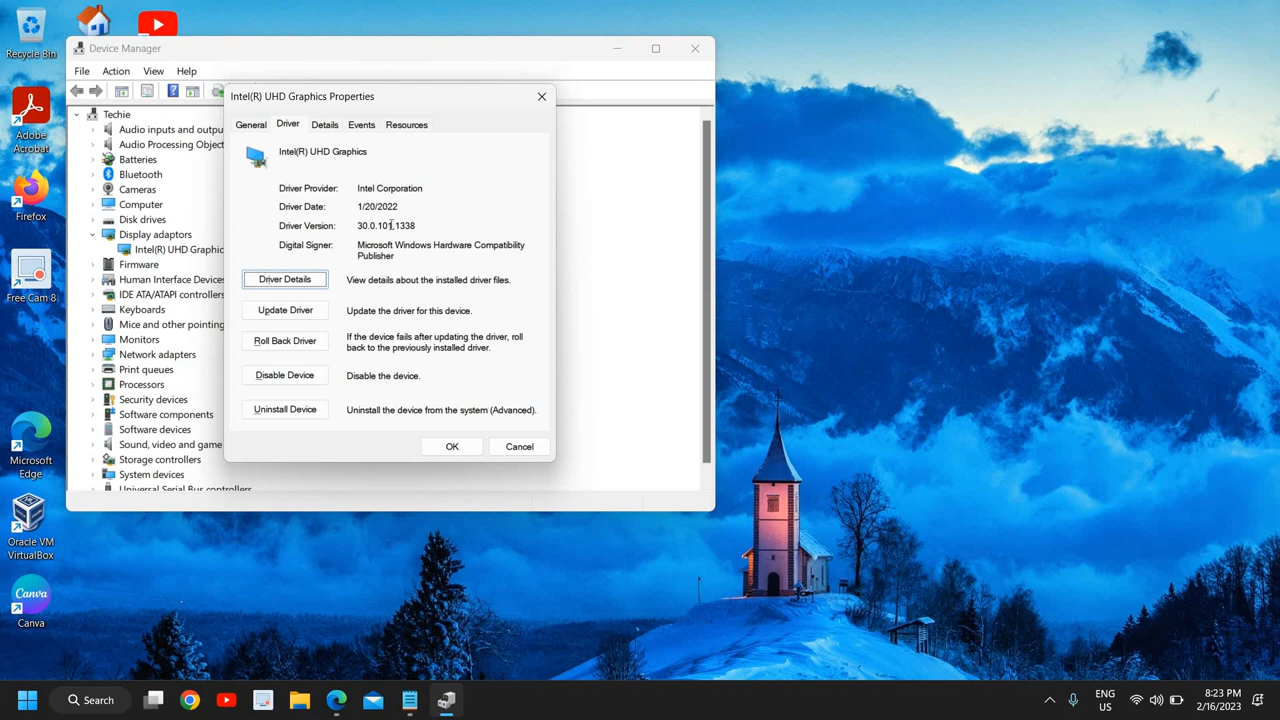 Recycle Bin
Adobe
Acrobat
Firefox
Free Cam 8
Microsoft
Edge
Oracle VM
VirtualBox
Canva
Canva
Device Manager
File Action View Help
Techie
Audio inputs and outpu
Audio Processing Object
Batteries
Bluetooth
Cameras
Computer
Disk drives
Display adaptors
Intel(R) UHD Graphic
Firmware
Human Interface Devices
IDE ATA/ATAPI controllers
Keyboards
Mice and other pointing
Monitors
Network adapters
Print queues
Processors
Security devices
Software components
Software devices
Sound, video and game
Storage controllers
System devices
Universal Serial Bus controllers
Intel(R) UHD Graphics Properties
General Driver Details Events Resources
Intel(R) UHD Graphics
Driver Provider: Intel Corporation
Driver Date: 1/20/2022
Driver Version: 30.0.101.1338
Digital Signer: Microsoft Windows Hardware Compatibility
Publisher
Driver Details View details about the installed driver files.
Update Driver Update the driver for this device.
Roll Back Driver If the device fails after updating the driver, roll
back to the previously installed driver.
Disable Device Disable the device.
Uninstall Device Uninstall the device from the system (Advanced).
OK Cancel
Search
ENG
US
8:23 PM
2/16/2023